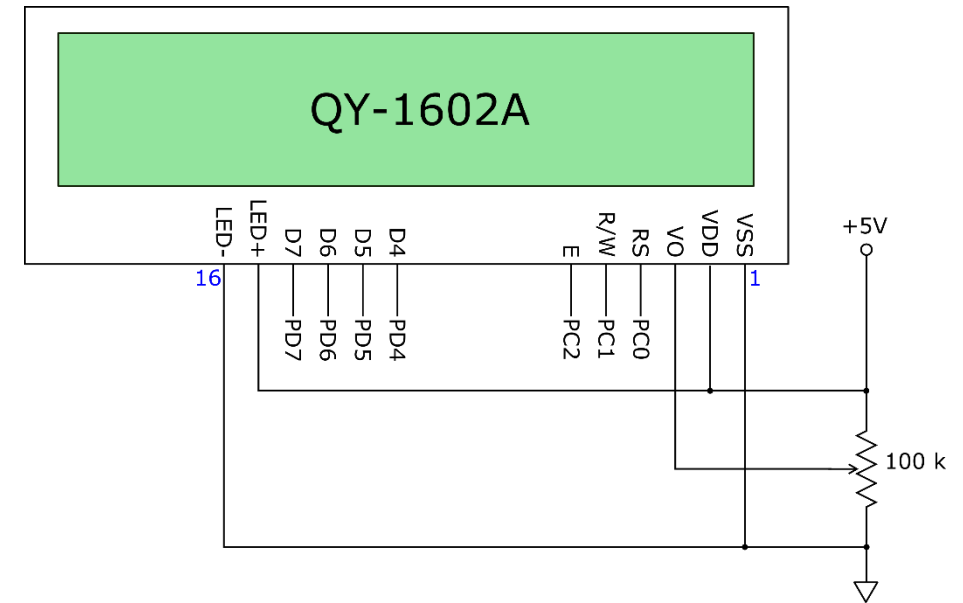 QY-1602A
LED-
LED+
D7
D6
D5
D4
E
R/W
RS
VO
VDD
VSS
+5V
16
1
PD7
PD6
PD5
PD4
PC2
PC1
PC0
100 k